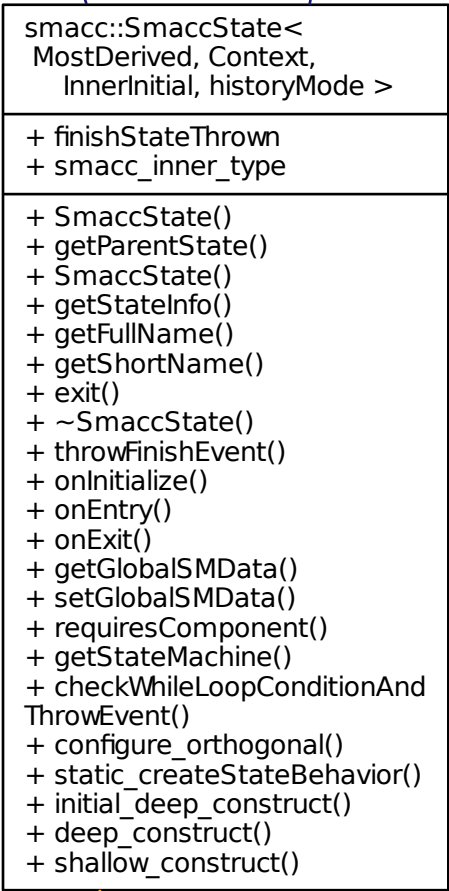 smacc::SmaccState<
MostDerived, Context,
InnerInitial, historyMode >
+ finishStateThrown
+ smacc_inner_type
+ SmaccState()
+ getParentState()
+ SmaccState()
+ getStateInfo()
+ getFullName()
+ getShortName()
+ exit()
+ ~SmaccState()
+ throwFinishEvent()
+ onInitialize()
+ onEntry()
+ onExit()
+ getGlobalSMData()
+ setGlobalSMData()
+ requiresComponent()
+ getStateMachine()
+ checkWhileLoopConditionAnd
ThrowEvent()
+ configure_orthogonal()
+ static_createStateBehavior()
+ initial_deep_construct()
+ deep_construct()
+ shallow_construct()